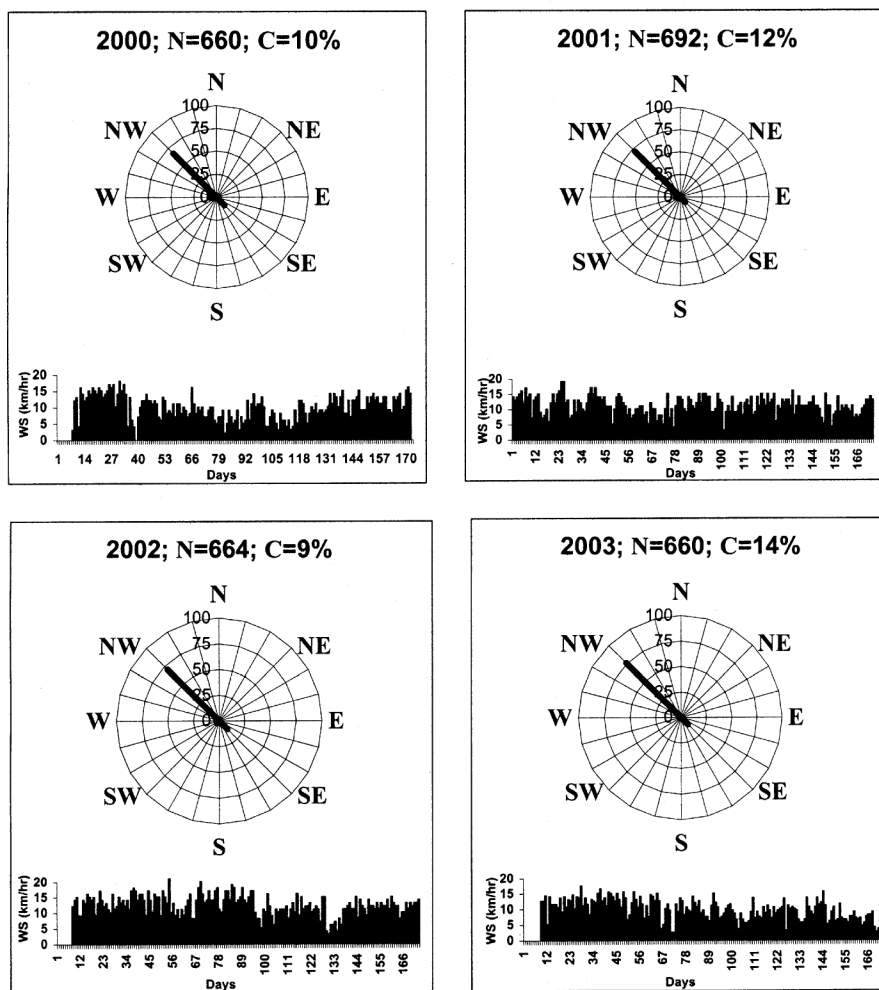 2000; N=660; C=10%
N
100
NW
75
NE
50
25
W
0
E
SW
SE
S
WS (km/hr)
20
15
10
5
0
1 14 27 40 53 66 79 92 105 118 131 144 157 170
Days
2001; N=692; C=12%
N
100
NW
75
NE
50
25
W
0
E
SW
SE
S
WS (km/hr)
20
15
10
5
0
1 12 23 34 45 56 67 78 89 100 111 122 133 144 155 166
Days
2002; N=664; C=9%
N
100
NW
75
NE
50
25
W
0
E
SW
SE
S
WS (km/hr)
20
15
10
5
0
1 12 23 34 45 56 67 78 89 100 111 122 133 144 155 166
Days
2003; N=660; C=14%
N
100
NW
75
NE
50
25
W
0
E
SW
SE
S
WS (km/hr)
20
15
10
5
0
1 12 23 34 45 56 67 78 89 100 111 122 133 144 155 166
Days